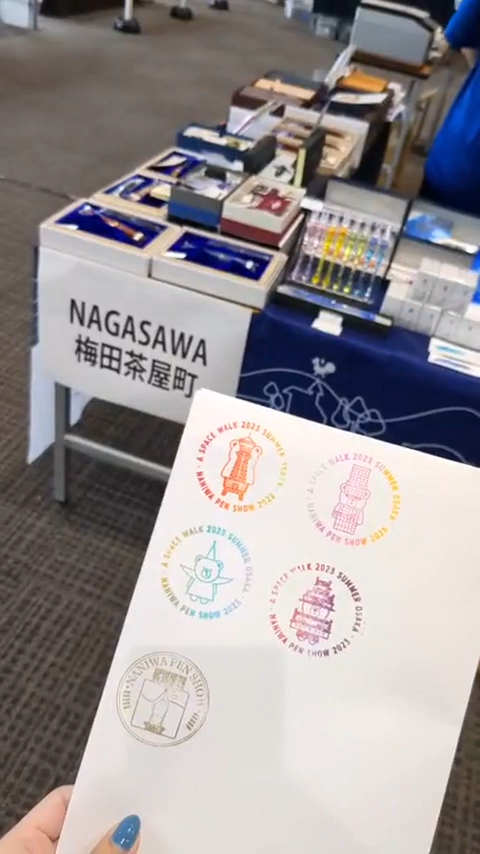 NAGASAWA
梅田茶屋町
· A SPACE WALK 2023 SUMMER OSAKA ·
NANIWA PEN SHOW 2023
· A SPACE WALK 2023 SUMMER OSAKA ·
NANIWA PEN SHOW 2023
· A SPACE WALK 2023 SUMMER OSAKA ·
NANIWA PEN SHOW 2023
· A SPACE WALK 2023 SUMMER OSAKA ·
NANIWA PEN SHOW 2023
NANIWA PEN SHOW